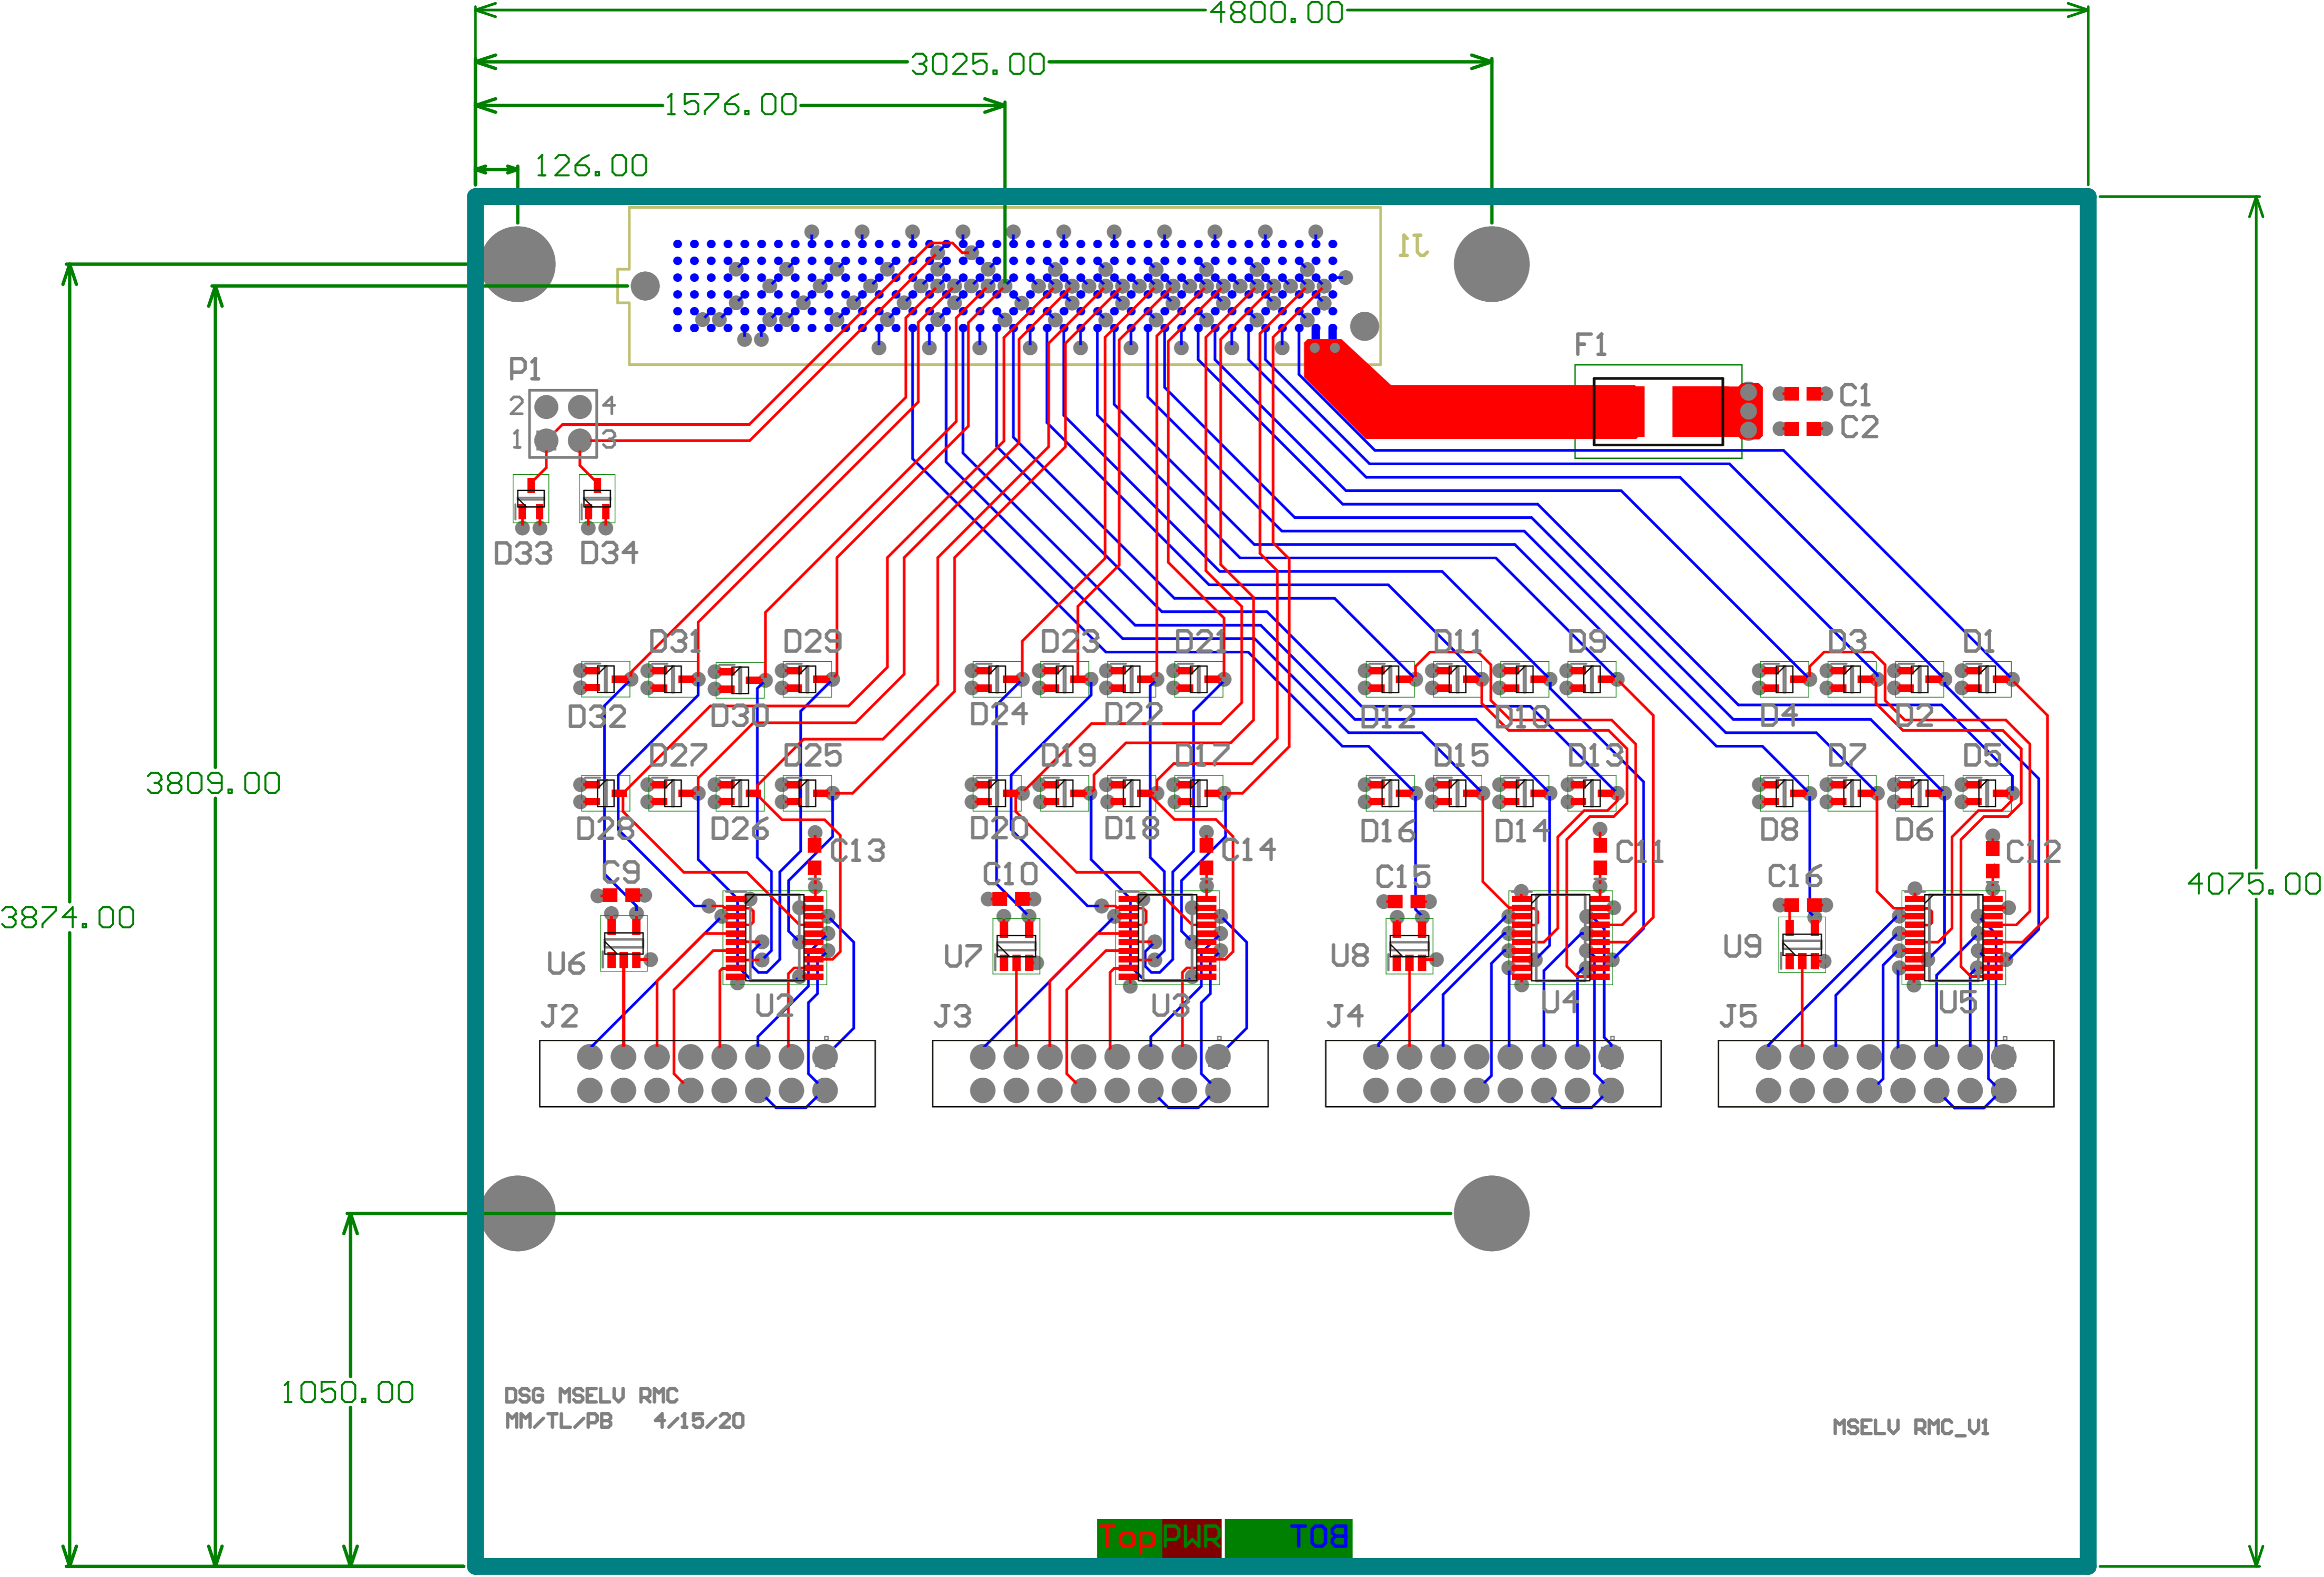 4800.00
3025.00
1576.00
126.00
J1
F1
P1
2 4
1 3
C1
C2
D33 D34
D31 D29 D23 D21 D11 D9 D3 D1
D32 D30 D24 D22 D12 D10 D4 D2
D27 D25 D19 D17 D15 D13 D7 D5
3809.00
D28 D26 D20 D18 D16 D14 D8 D6
C13 C14 C11 C12
C9 C10 C15 C16
4075.00
3874.00
U6 U7 U8 U9
U2 U3 U4 U5
J2 J3 J4 J5
1050.00
DSG MSELV RMC
MM/TL/PB 4/15/20
MSELV RMC_V1
Top PWR BOT